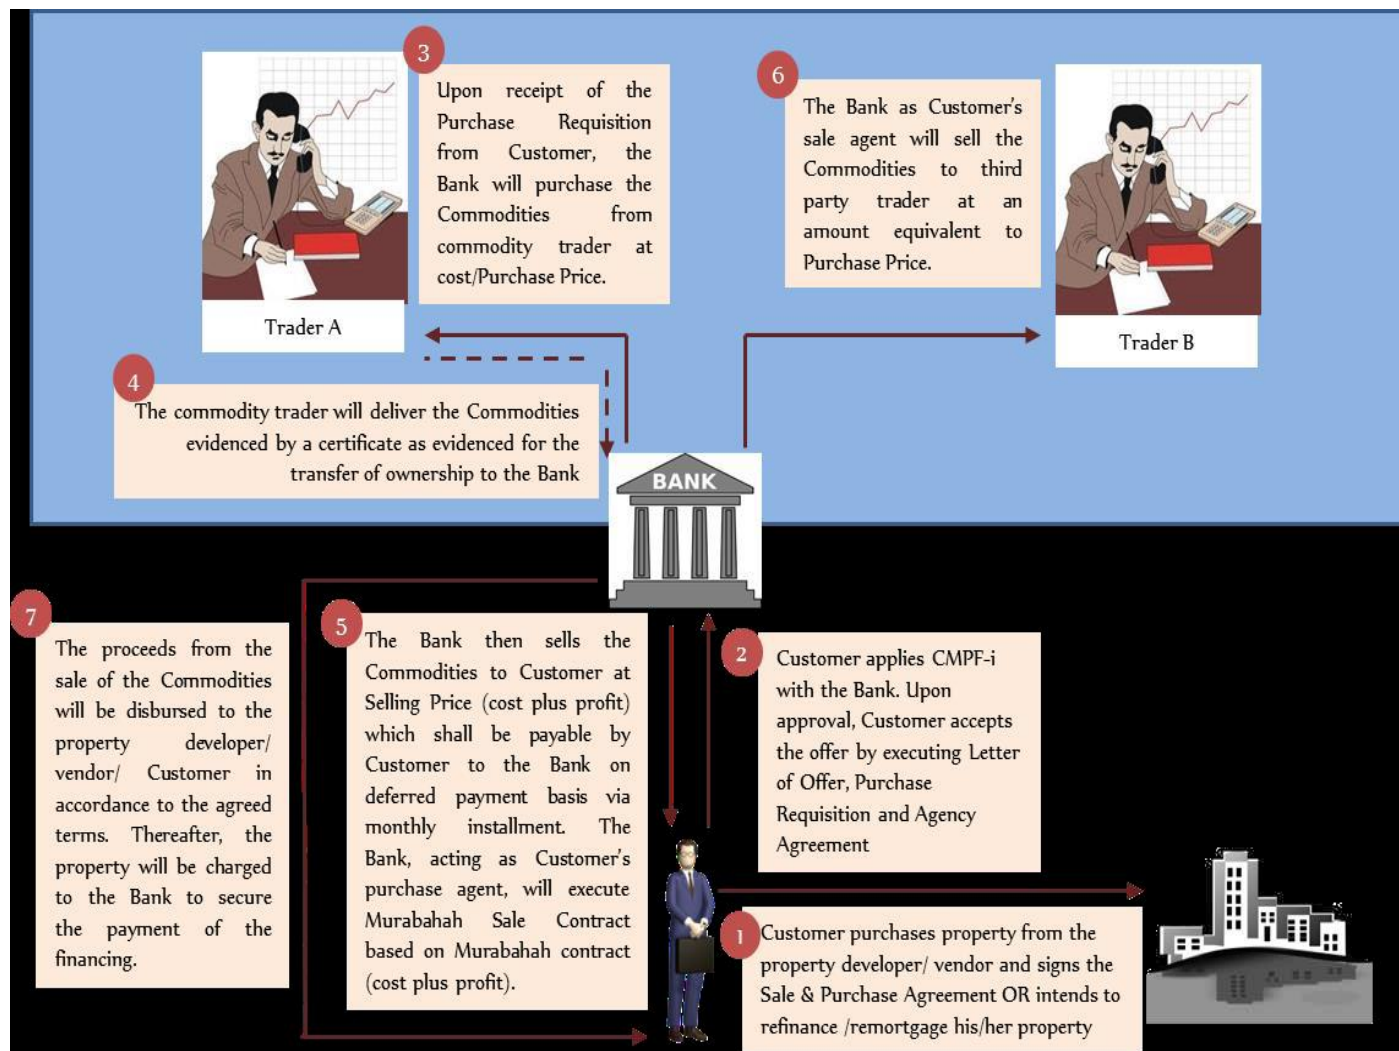 3
Upon receipt of the
Purchase Requisition
from Customer, the
Bank will purchase the
Commodities from
commodity trader at
cost/Purchase Price.
Trader A
6
The Bank as Customer's
sale agent will sell the
Commodities to third
party trader at an
amount equivalent to
Purchase Price.
Trader B
4
The commodity trader will deliver the Commodities
evidenced by a certificate as evidenced for the
transfer of ownership to the Bank
BANK
7
The proceeds from the
sale of the Commodities
will be disbursed to the
property developer/
vendor/ Customer in
accordance to the agreed
terms. Thereafter, the
property will be charged
to the Bank to secure
the payment of the
financing.
5
The Bank then sells the
Commodities to Customer at
Selling Price (cost plus profit)
which shall be payable by
Customer to the Bank on
deferred payment basis via
monthly installment. The
Bank, acting as Customer's
purchase agent, will execute
Murabahah Sale Contract
based on Murabahah contract
(cost plus profit).
2
Customer applies CMPF-i
with the Bank. Upon
approval, Customer accepts
the offer by executing Letter
of Offer, Purchase
Requisition and Agency
Agreement
1
Customer purchases property from the
property developer/ vendor and signs the
Sale & Purchase Agreement OR intends to
refinance /remortgage his/her property